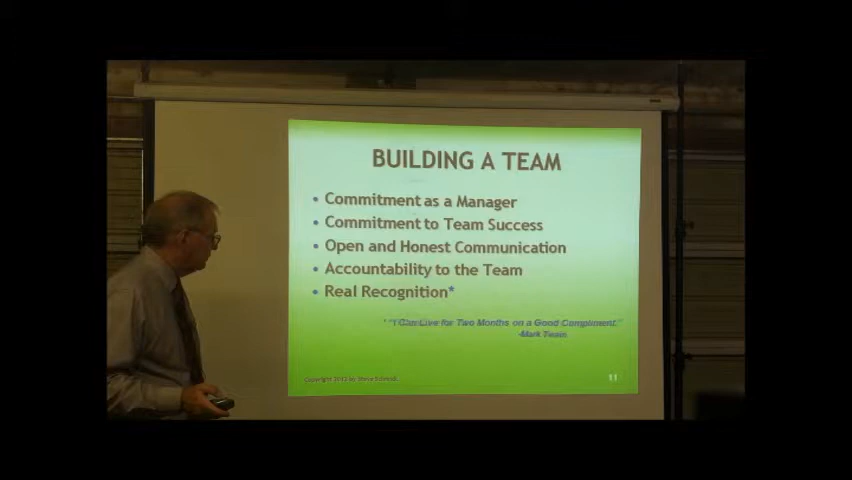 BUILDING A TEAM
• Commitment as a Manager
• Commitment to Team Success
• Open and Honest Communication
• Accountability to the Team
• Real Recognition*
* "I Can Live for Two Months on a Good Compliment."
-Mark Twain
Copyright 2012 by Steve Schmidt
11